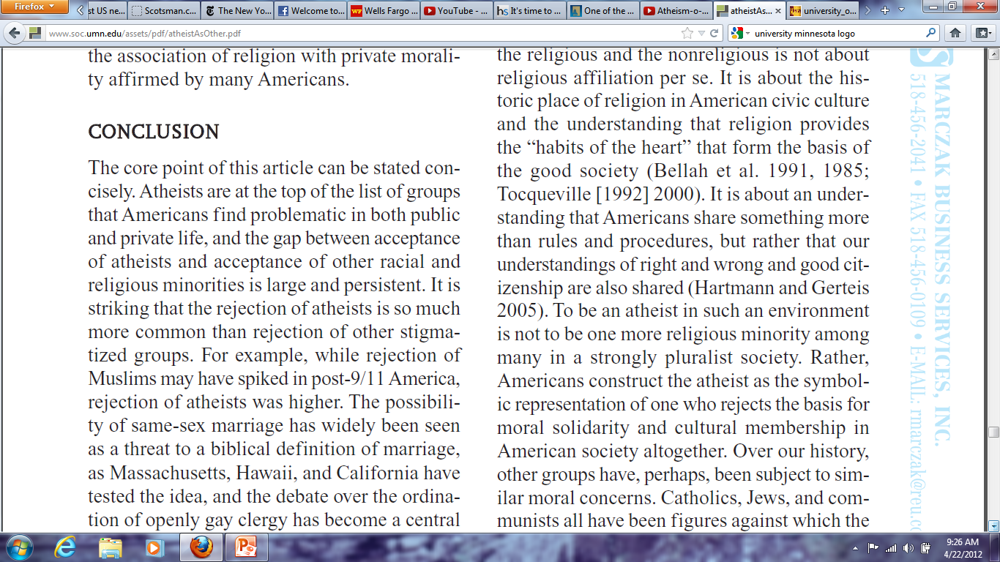 Firefox
st US ne...
Scotsman.c...
The New Yo...
Welcome to...
Wells Fargo ...
YouTube - ...
It's time to ...
One of the ...
Atheism-o-...
atheistAs...
university_o...
www.soc.umn.edu/assets/pdf/atheistAsOther.pdf
university minnesota logo
the association of religion with private morali-
ty affirmed by many Americans.
CONCLUSION
The core point of this article can be stated con-
cisely. Atheists are at the top of the list of groups
that Americans find problematic in both public
and private life, and the gap between acceptance
of atheists and acceptance of other racial and
religious minorities is large and persistent. It is
striking that the rejection of atheists is so much
more common than rejection of other stigma-
tized groups. For example, while rejection of
Muslims may have spiked in post-9/11 America,
rejection of atheists was higher. The possibili-
ty of same-sex marriage has widely been seen
as a threat to a biblical definition of marriage,
as Massachusetts, Hawaii, and California have
tested the idea, and the debate over the ordina-
tion of openly gay clergy has become a central
the religious and the nonreligious is not about
religious affiliation per se. It is about the his-
toric place of religion in American civic culture
and the understanding that religion provides
the “habits of the heart” that form the basis of
the good society (Bellah et al. 1991, 1985;
Tocqueville [1992] 2000). It is about an under-
standing that Americans share something more
than rules and procedures, but rather that our
understandings of right and wrong and good cit-
izenship are also shared (Hartmann and Gerteis
2005). To be an atheist in such an environment
is not to be one more religious minority among
many in a strongly pluralist society. Rather,
Americans construct the atheist as the symbol-
ic representation of one who rejects the basis for
moral solidarity and cultural membership in
American society altogether. Over our history,
other groups have, perhaps, been subject to sim-
ilar moral concerns. Catholics, Jews, and com-
munists all have been figures against which the
MARCZAK BUSINESS SERVICES, INC.
518-456-2041 • FAX 518-456-0109 • E-MAIL: rmarczak@reu.co
9:26 AM
4/22/2012